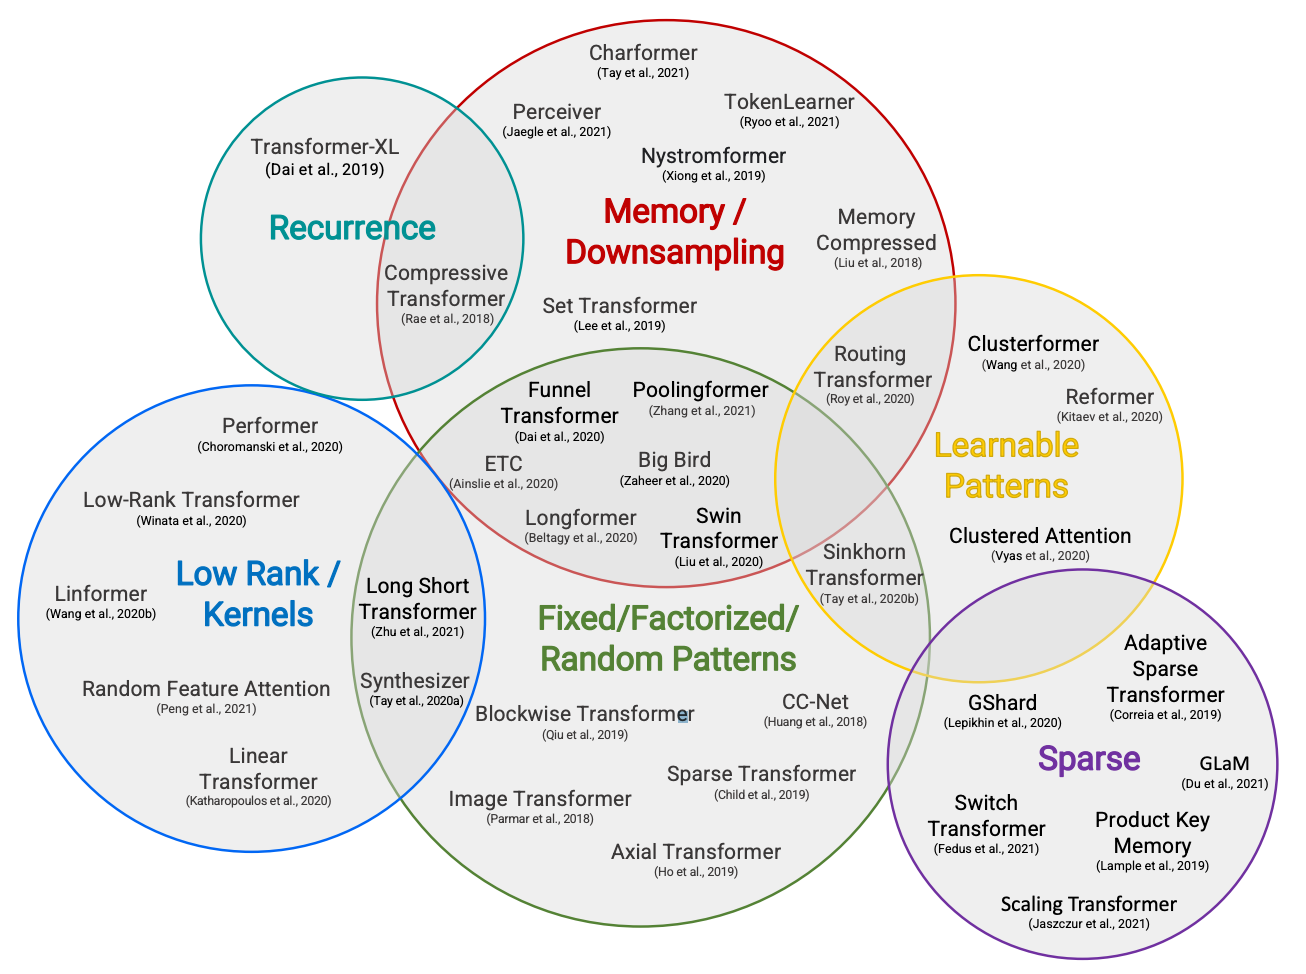 Charformer
(Tay et al., 2021)
Perceiver
(Jaegle et al., 2021)
TokenLearner
(Ryoo et al., 2021)
Nystromformer
(Xiong et al., 2019)
Memory /
Downsampling
Memory
Compressed
(Liu et al., 2018)
Set Transformer
(Lee et al., 2019)
Transformer-XL
(Dai et al., 2019)
Recurrence
Compressive
Transformer
(Rae et al., 2018)
Funnel
Transformer
(Dai et al., 2020)
Poolingformer
(Zhang et al., 2021)
ETC
(Ainslie et al., 2020)
Big Bird
(Zaheer et al., 2020)
Longformer
(Beltagy et al., 2020)
Swin
Transformer
(Liu et al., 2020)
Routing
Transformer
(Roy et al., 2020)
Clusterformer
(Wang et al., 2020)
Reformer
(Kitaev et al., 2020)
Learnable
Patterns
Clustered Attention
(Vyas et al., 2020)
Sinkhorn
Transformer
(Tay et al., 2020b)
Performer
(Choromanski et al., 2020)
Low-Rank Transformer
(Winata et al., 2020)
Low Rank /
Kernels
Linformer
(Wang et al., 2020b)
Random Feature Attention
(Peng et al., 2021)
Linear
Transformer
(Katharopoulos et al., 2020)
Long Short
Transformer
(Zhu et al., 2021)
Synthesizer
(Tay et al., 2020a)
Fixed/Factorized/
Random Patterns
Blockwise Transformer
(Qiu et al., 2019)
CC-Net
(Huang et al., 2018)
Sparse Transformer
(Child et al., 2019)
Image Transformer
(Parmar et al., 2018)
Axial Transformer
(Ho et al., 2019)
Adaptive
Sparse
Transformer
(Correia et al., 2019)
GShard
(Lepikhin et al., 2020)
Sparse
GLaM
(Du et al., 2021)
Switch
Transformer
(Fedus et al., 2021)
Product Key
Memory
(Lample et al., 2019)
Scaling Transformer
(Jaszczur et al., 2021)